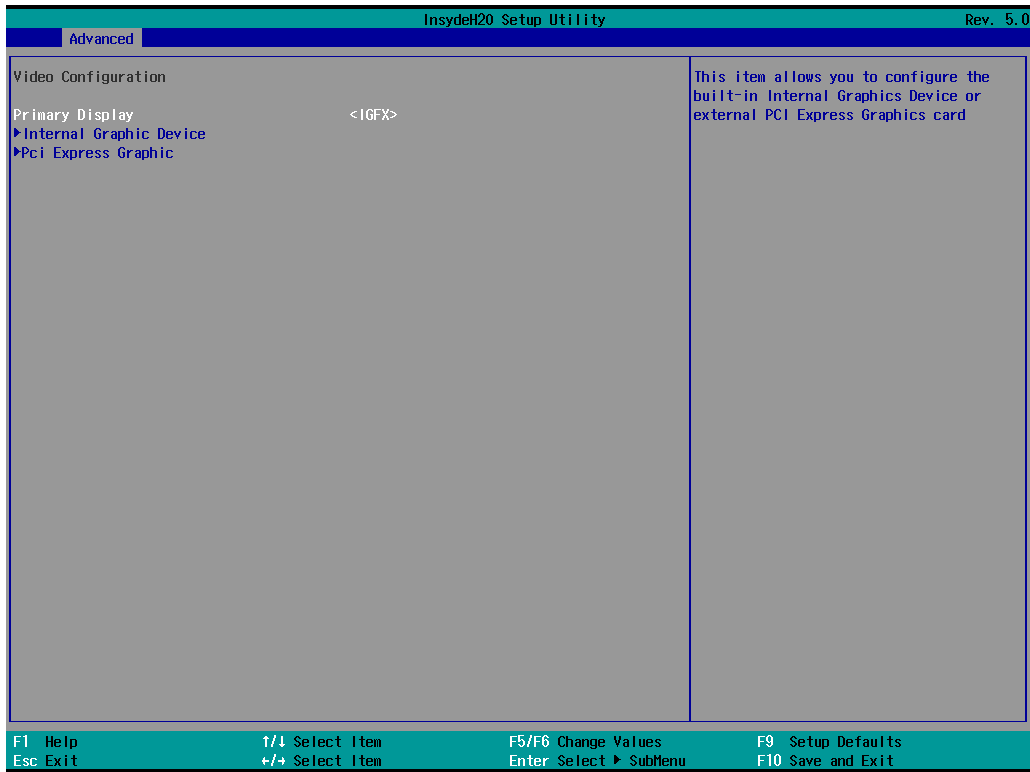 InsydeH2O Setup Utility Rev. 5.0
Advanced
Video Configuration
Primary Display <IGFX>
▶Internal Graphic Device
▶Pci Express Graphic
This item allows you to configure the
built-in Internal Graphics Device or
external PCI Express Graphics card
F1 Help ↑/↓ Select Item F5/F6 Change Values F9 Setup Defaults
Esc Exit ←/→ Select Item Enter Select ▶ SubMenu F10 Save and Exit